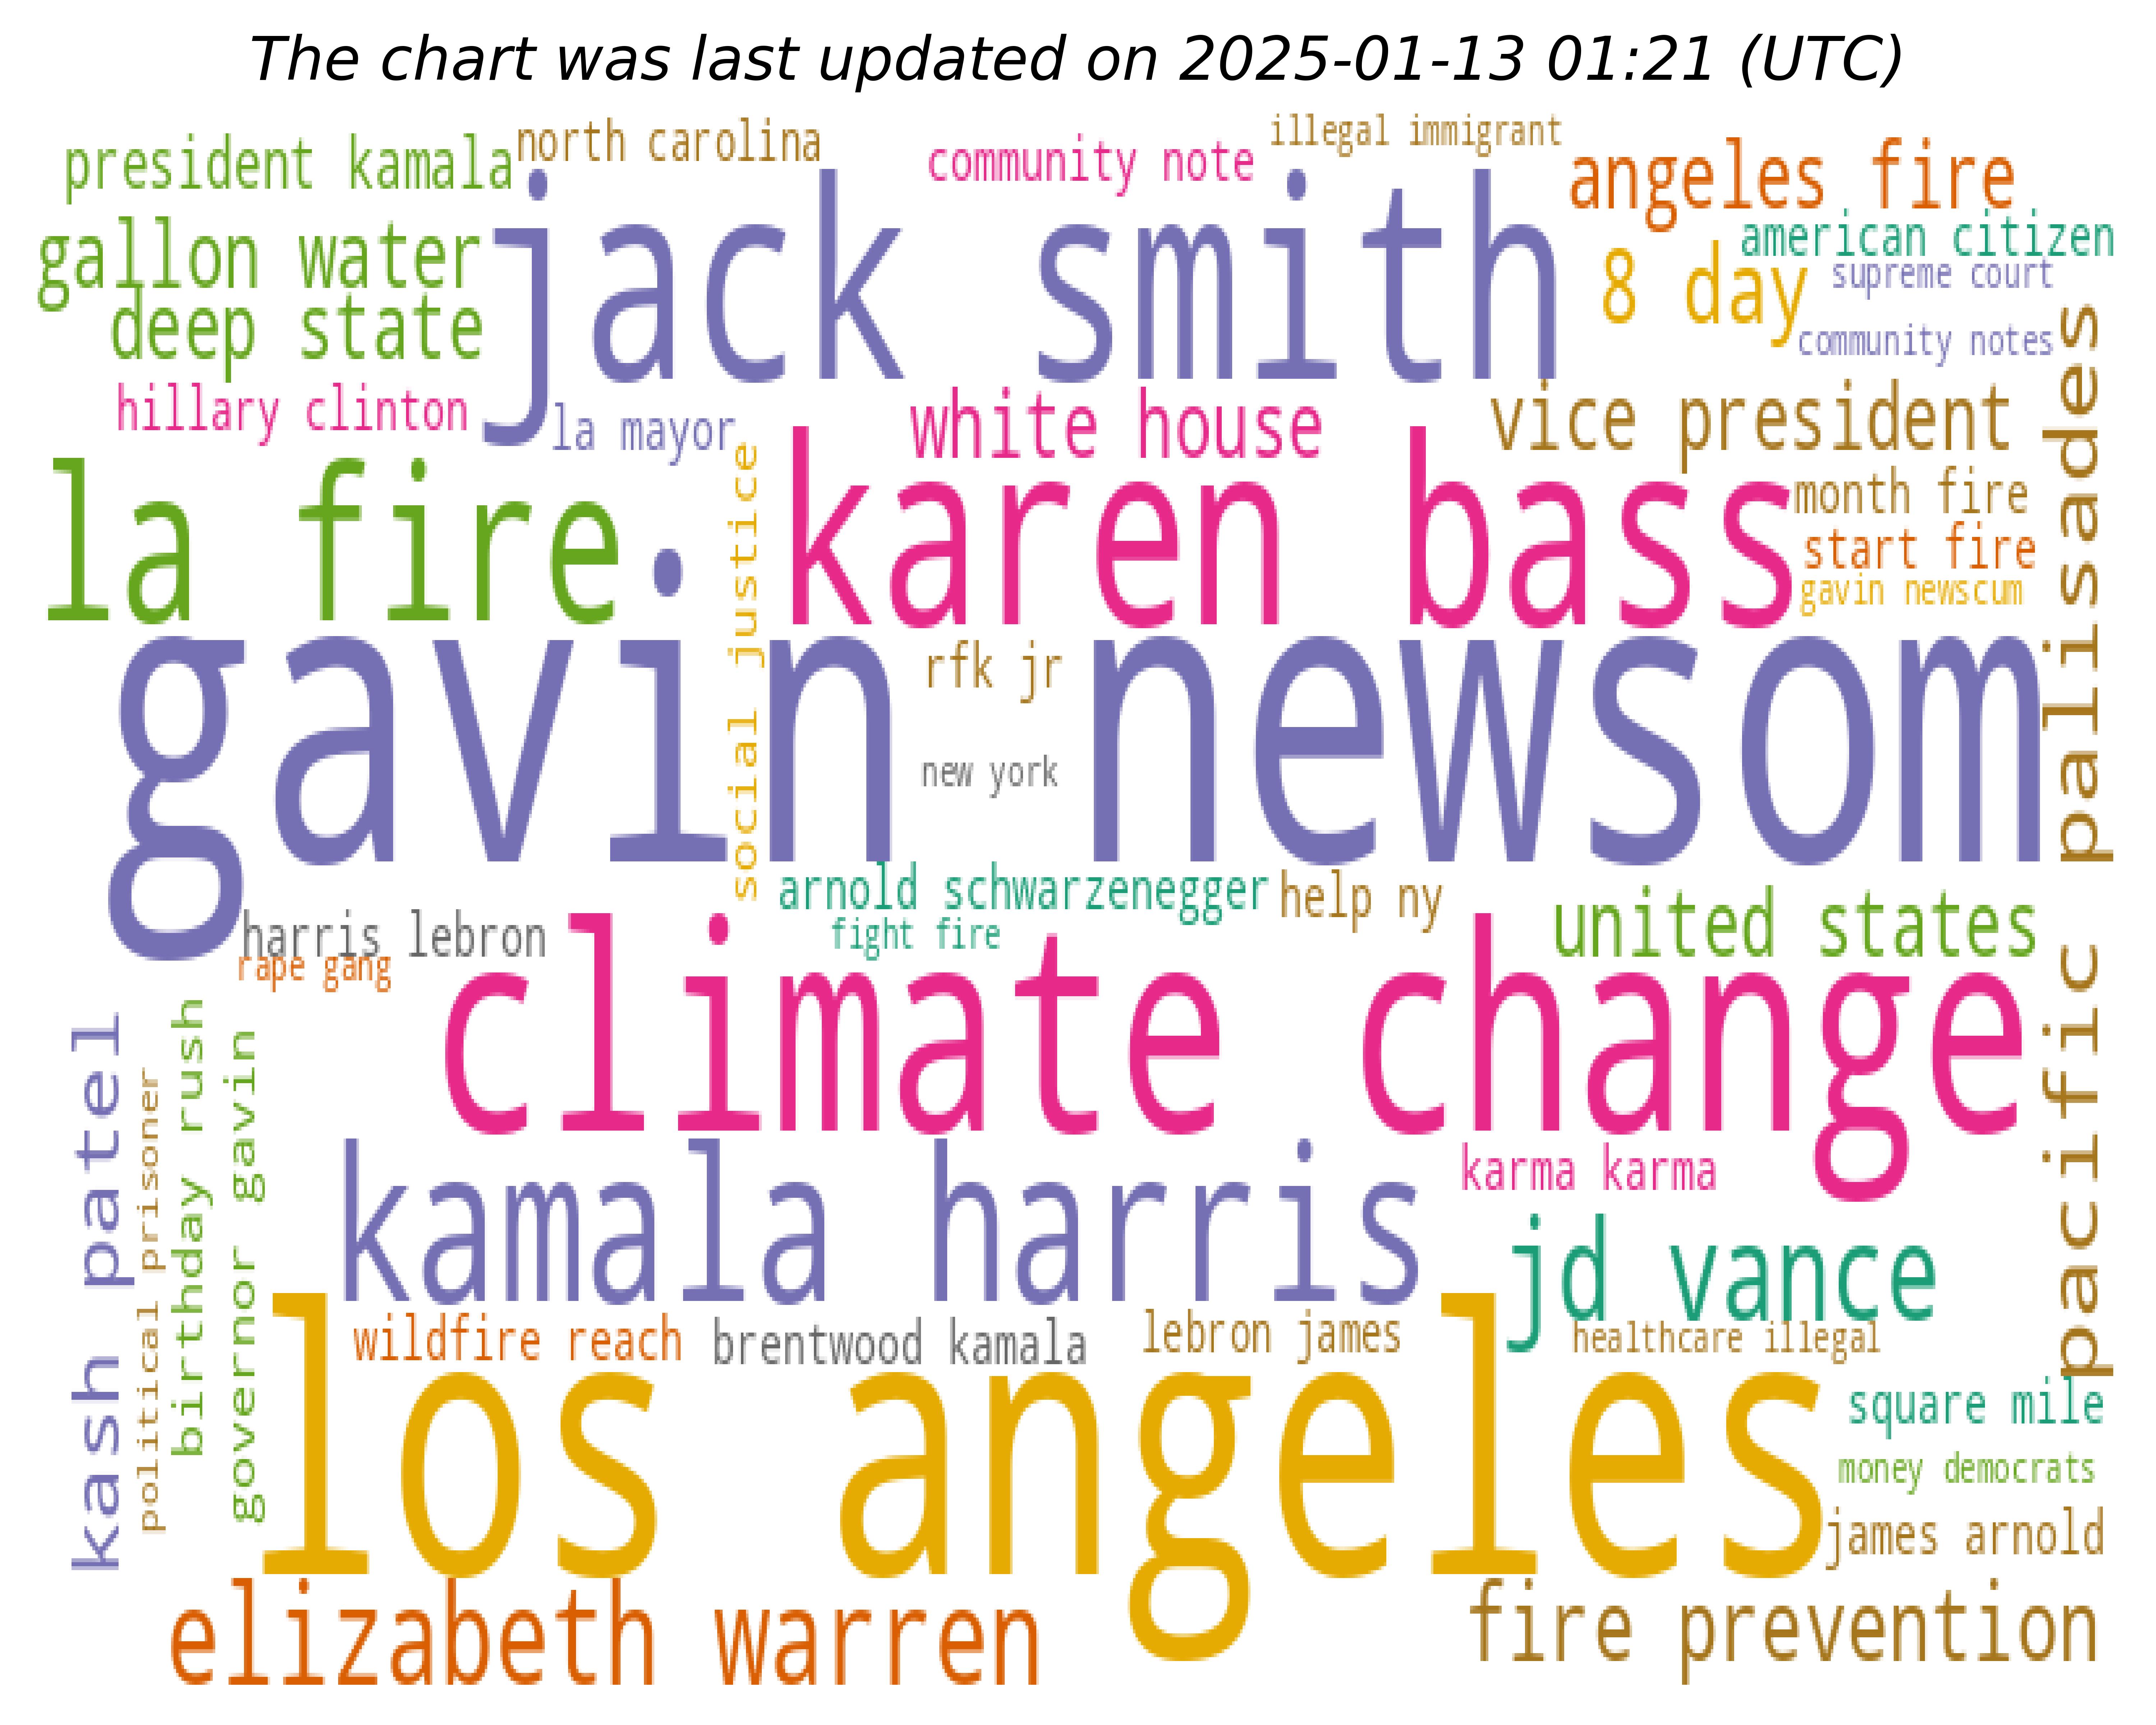 The chart was last updated on 2025-01-13 01:21 (UTC)
president kamala
north carolina
community note
illegal immigrant
angeles fire
gallon water
jack smith
american citizen
8 day
supreme court
deep state
community notes
hillary clinton
la mayor
white house
vice president
la fire
social justice
karen bass
month fire
start fire
gavin newscum
pacific palisades
gavin newsom
rfk jr
new york
arnold schwarzenegger
help ny
united states
harris lebron
fight fire
rape gang
climate change
kash patel
political prisoner
birthday rush
governor gavin
kamala harris
karma karma
jd vance
wildfire reach
brentwood kamala
lebron james
healthcare illegal
los angeles
square mile
money democrats
james arnold
elizabeth warren
fire prevention